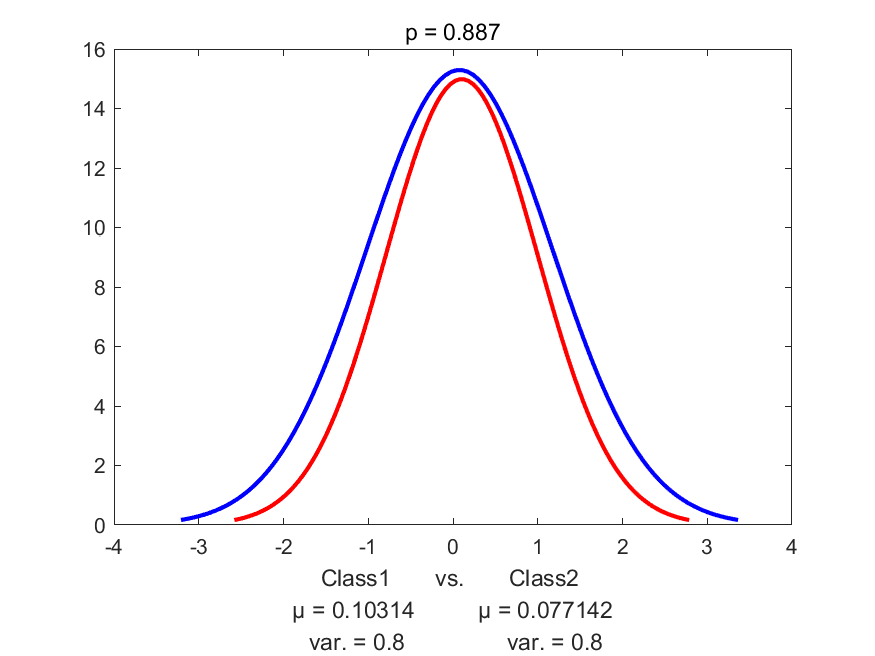 p = 0.887
16
14
12
10
8
6
4
2
0
-4 -3 -2 -1 0 1 2 3 4
Class1 vs. Class2
μ = 0.10314 μ = 0.077142
var. = 0.8 var. = 0.8